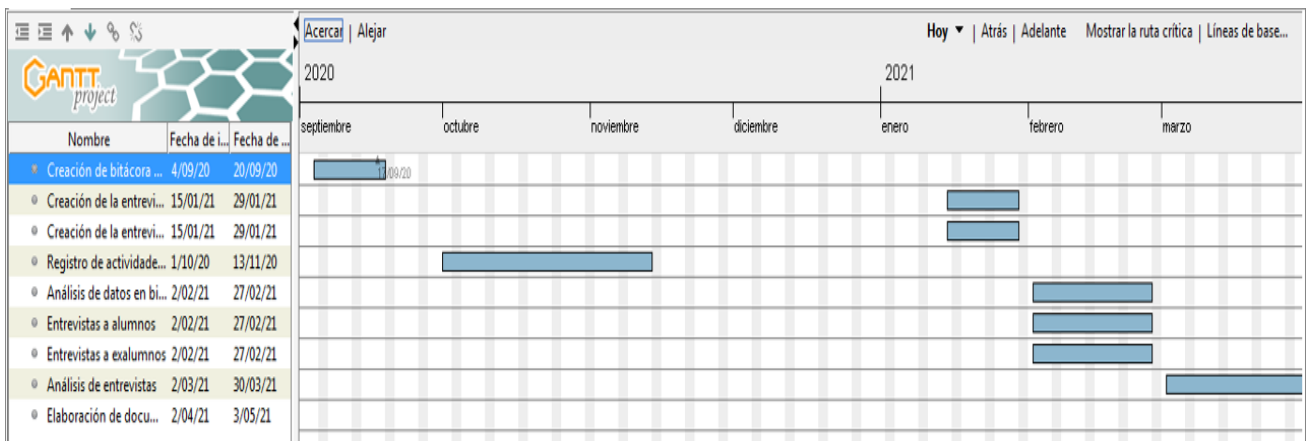 Acercar | Alejar
Hoy ▼ | Atrás | Adelante Mostrar la ruta crítica | Líneas de base...
GANTT
project
2020 2021
septiembre octubre noviembre diciembre enero febrero marzo
Nombre Fecha de i... Fecha de ...
Creación de bitácora ... 4/09/20 20/09/20
17/09/20
Creación de la entrevi... 15/01/21 29/01/21
Creación de la entrevi... 15/01/21 29/01/21
Registro de actividade... 1/10/20 13/11/20
Análisis de datos en bi... 2/02/21 27/02/21
Entrevistas a alumnos 2/02/21 27/02/21
Entrevistas a exalumnos 2/02/21 27/02/21
Análisis de entrevistas 2/03/21 30/03/21
Elaboración de docu... 2/04/21 3/05/21